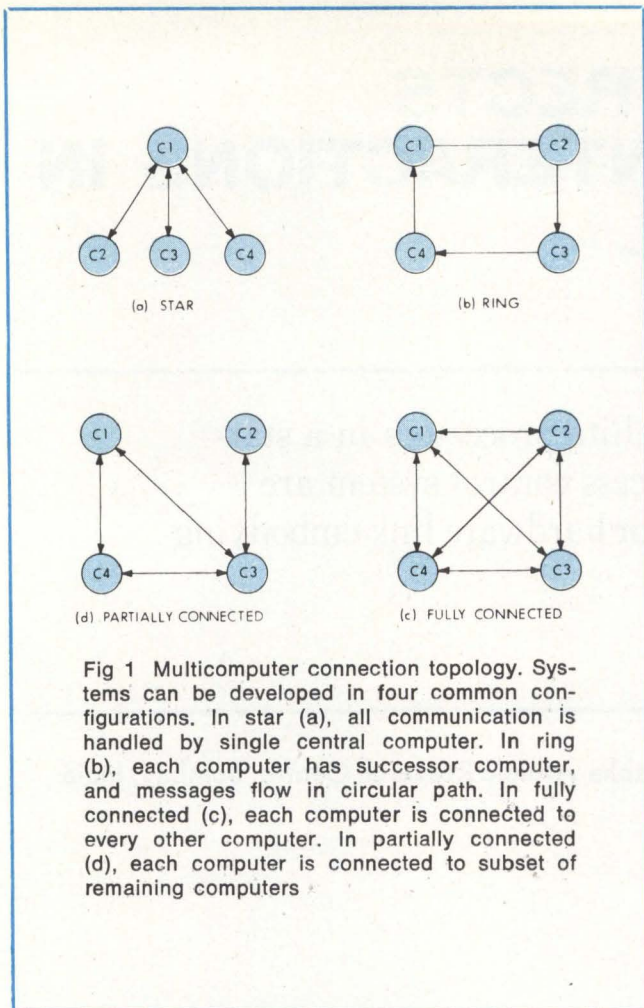 C1
C2
C3
C4
(a) STAR
C1
C2
C4
C3
(b) RING
C1
C2
C4
C3
(d) PARTIALLY CONNECTED
C1
C2
C4
C3
(c) FULLY CONNECTED
Fig 1 Multicomputer connection topology. Sys-
tems can be developed in four common con-
figurations. In star (a), all communication is
handled by single central computer. In ring
(b), each computer has successor computer,
and messages flow in circular path. In fully
connected (c), each computer is connected to
every other computer. In partially connected
(d), each computer is connected to subset of
remaining computers